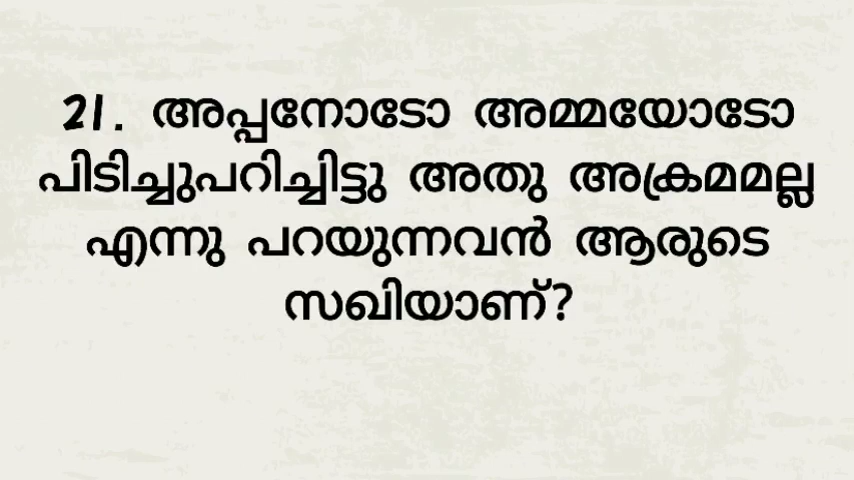 21. അപ്പനോടോ അമ്മയോടോ
പിടിച്ചുപറിച്ചിട്ടു അതു അക്രമമല്ല
എന്നു പറയുന്നവൻ ആരുടെ
സഖിയാണ്?